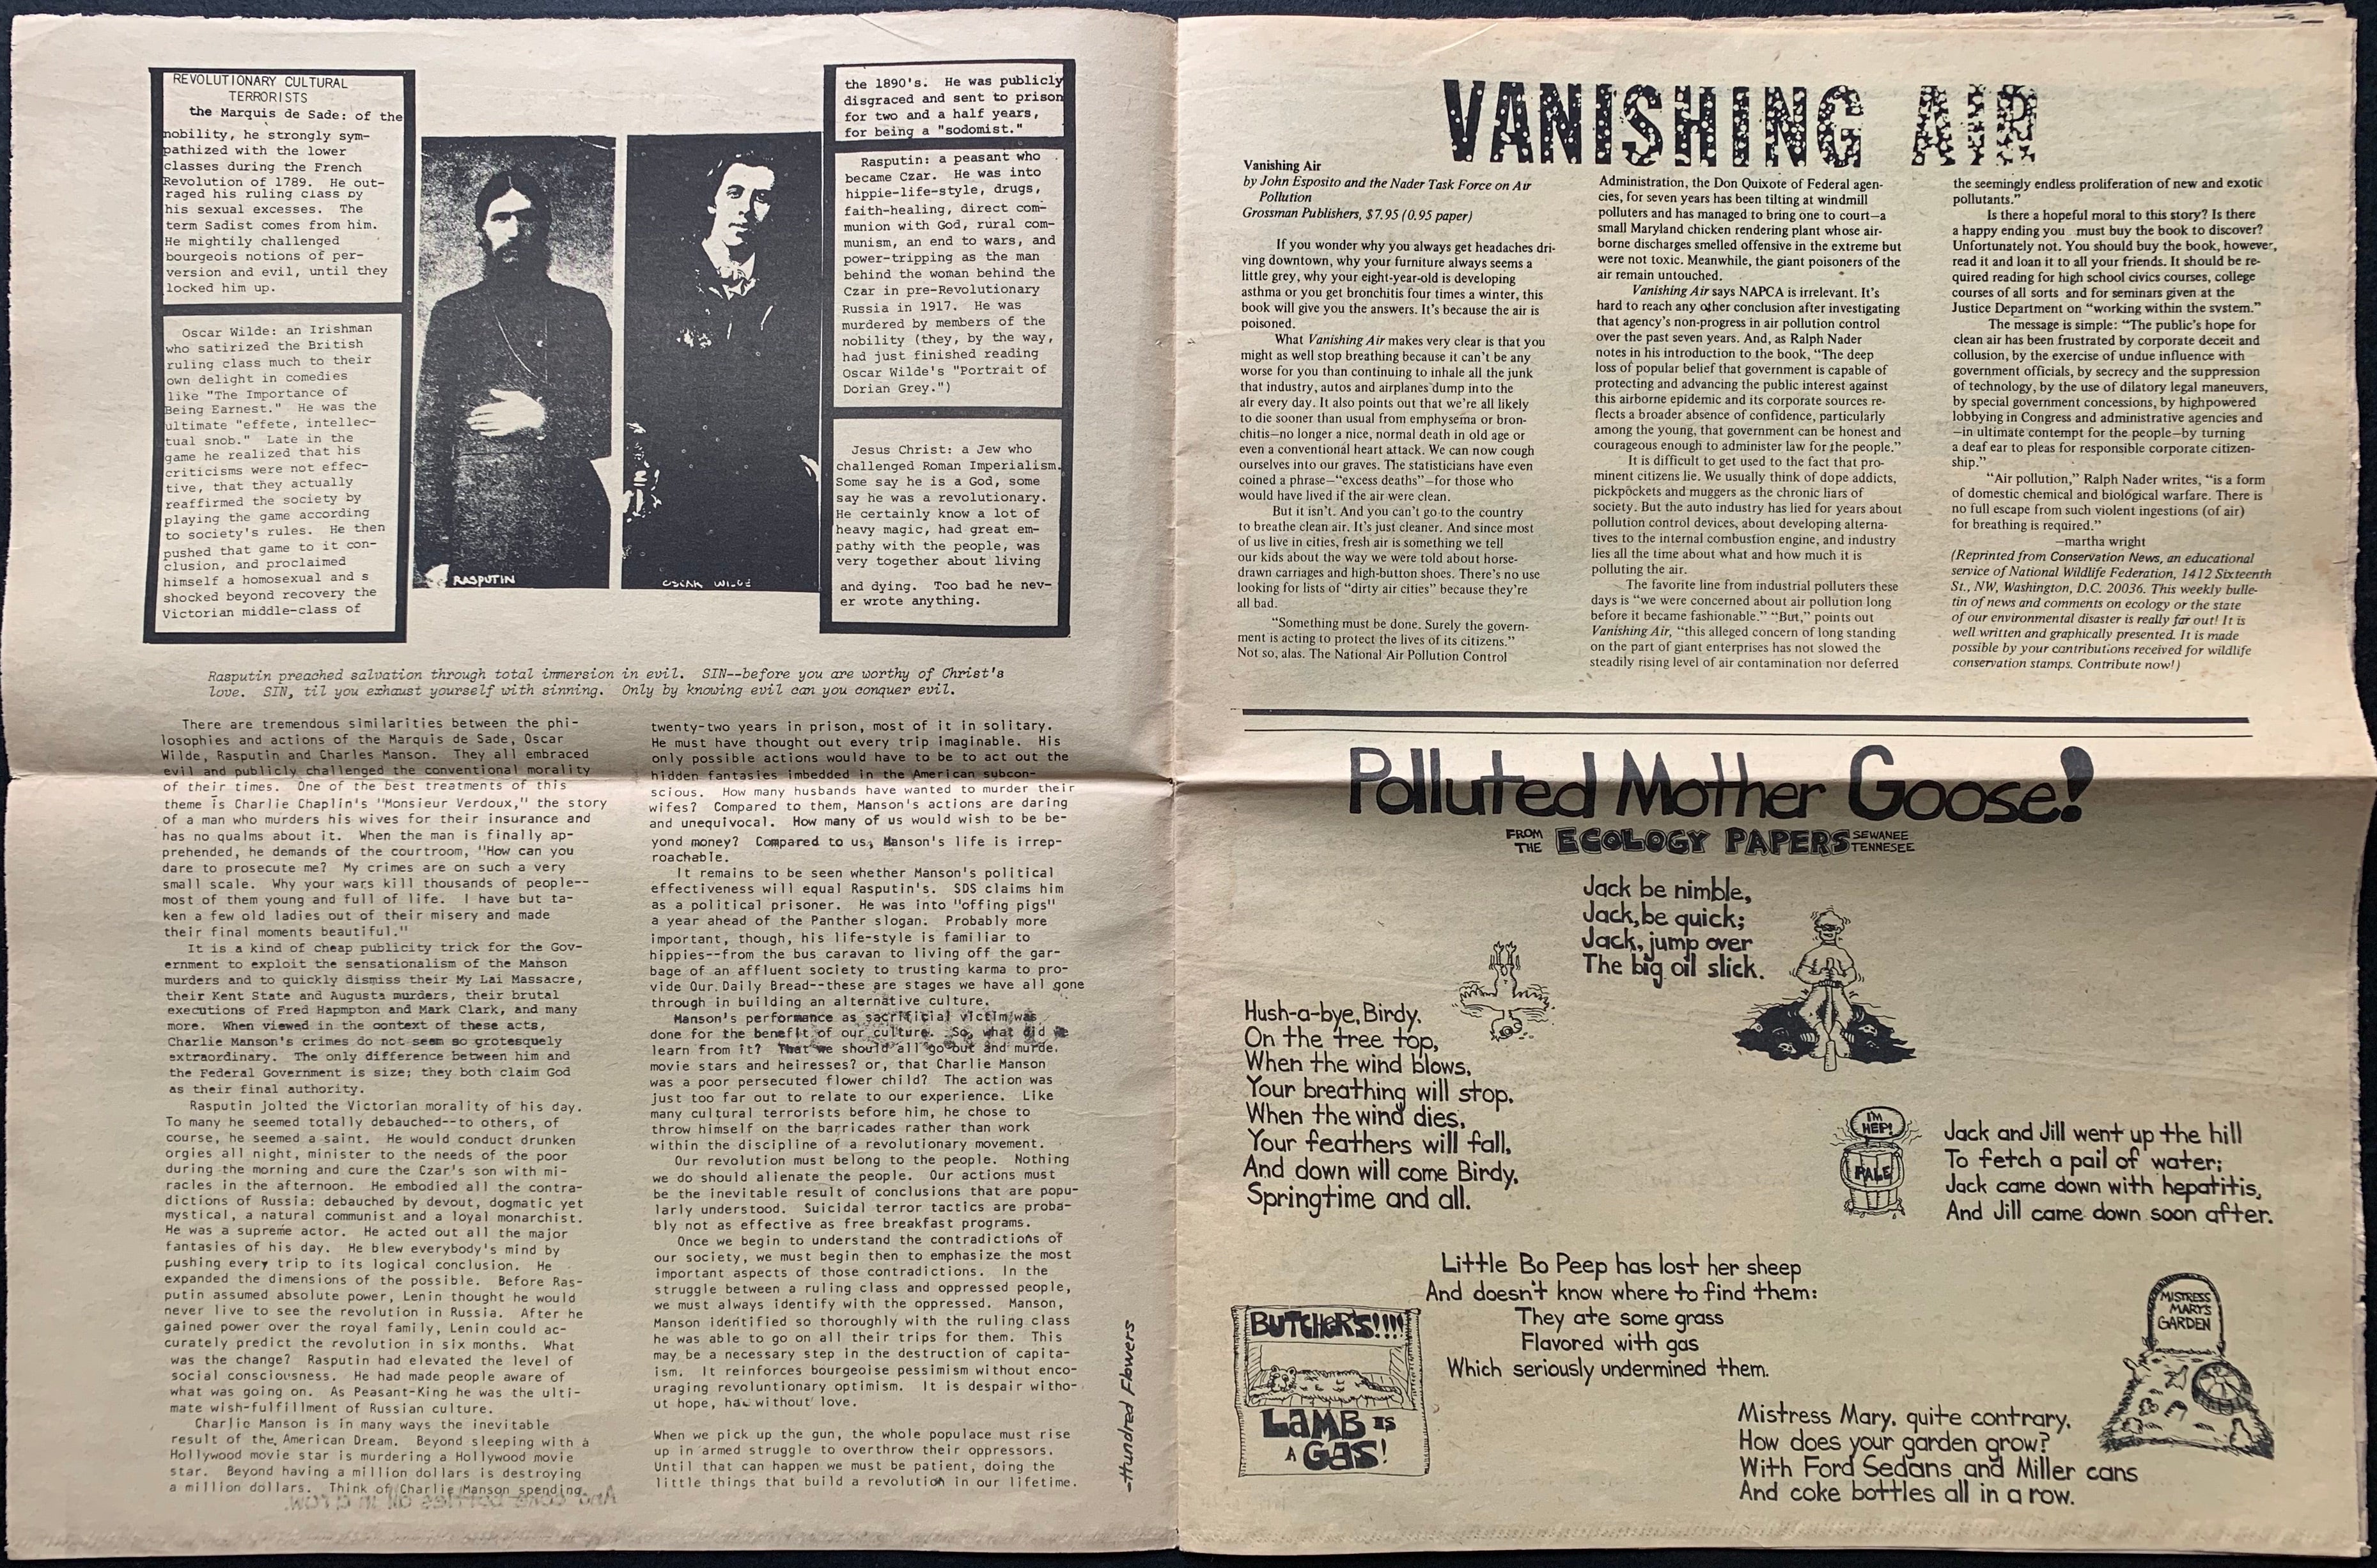 REVOLUTIONARY CULTURAL
TERRORISTS
the Marquis de Sade: of the
nobility, he strongly sym-
pathized with the lower
classes during the French
Revolution of 1789. He out-
raged his ruling class by
his sexual excesses. The
term Sadist comes from him.
He mightily challenged
bourgeois notions of per-
version and evil, until they
locked him up.
Oscar Wilde: an Irishman
who satirized the British
ruling class much to their
own delight in comedies
like "The Importance of
Being Earnest." He was the
ultimate "effete, intellec-
tual snob." Late in the
game he realized that his
criticisms were not effec-
tive, that they actually
reaffirmed the society by
playing the game according
to society's rules. He then
pushed that game to it con-
clusion, and proclaimed
himself a homosexual and s
shocked beyond recovery the
Victorian middle-class of
RASPUTIN
OSCAR WILDE
the 1890's. He was publicly
disgraced and sent to prison
for two and a half years,
for being a "sodomist."
Rasputin: a peasant who
became Czar. He was into
hippie-life-style, drugs,
faith-healing, direct com-
munion with God, rural com-
munism, an end to wars, and
power-tripping as the man
behind the woman behind the
Czar in pre-Revolutionary
Russia in 1917. He was
murdered by members of the
nobility (they, by the way,
had just finished reading
Oscar Wilde's "Portrait of
Dorian Grey.")
Jesus Christ: a Jew who
challenged Roman Imperialism.
Some say he is a God, some
say he was a revolutionary.
He certainly know a lot of
heavy magic, had great em-
pathy with the people, was
very together about living
and dying. Too bad he nev-
er wrote anything.
Rasputin preached salvation through total immersion in evil. SIN--before you are worthy of Christ's
love. SIN, til you exhaust yourself with sinning. Only by knowing evil can you conquer evil.
There are tremendous similarities between the phi-
losophies and actions of the Marquis de Sade, Oscar
Wilde, Rasputin and Charles Manson. They all embraced
evil and publicly challenged the conventional morality
of their times. One of the best treatments of this
theme is Charlie Chaplin's "Monsieur Verdoux," the story
of a man who murders his wives for their insurance and
has no qualms about it. When the man is finally ap-
prehended, he demands of the courtroom, "How can you
dare to prosecute me? My crimes are on such a very
small scale. Why your wars kill thousands of people--
most of them young and full of life. I have but ta-
ken a few old ladies out of their misery and made
their final moments beautiful."
It is a kind of cheap publicity trick for the Gov-
ernment to exploit the sensationalism of the Manson
murders and to quickly dismiss their My Lai Massacre,
their Kent State and Augusta murders, their brutal
executions of Fred Hapmpton and Mark Clark, and many
more. When viewed in the context of these acts,
Charlie Manson's crimes do not seem so grotesquely
extraordinary. The only difference between him and
the Federal Government is size; they both claim God
as their final authority.
Rasputin jolted the Victorian morality of his day.
To many he seemed totally debauched--to others, of
course, he seemed a saint. He would conduct drunken
orgies all night, minister to the needs of the poor
during the morning and cure the Czar's son with mi-
racles in the afternoon. He embodied all the contra-
dictions of Russia: debauched by devout, dogmatic yet
mystical, a natural communist and a loyal monarchist.
He was a supreme actor. He acted out all the major
fantasies of his day. He blew everybody's mind by
pushing every trip to its logical conclusion. He
expanded the dimensions of the possible. Before Ras-
putin assumed absolute power, Lenin thought he would
never live to see the revolution in Russia. After he
gained power over the royal family, Lenin could ac-
curately predict the revolution in six months. What
was the change? Rasputin had elevated the level of
social consciousness. He had made people aware of
what was going on. As Peasant-King he was the ulti-
mate wish-fulfillment of Russian culture.
Charlie Manson is in many ways the inevitable
result of the American Dream. Beyond sleeping with a
Hollywood movie star is murdering a Hollywood movie
star. Beyond having a million dollars is destroying
a million dollars. Think of Charlie Manson spending
twenty-two years in prison, most of it in solitary.
He must have thought out every trip imaginable. His
only possible actions would have to be to act out the
hidden fantasies imbedded in the American subcon-
scious. How many husbands have wanted to murder their
wifes? Compared to them, Manson's actions are daring
and unequivocal. How many of us would wish to be be-
yond money? Compared to us, Manson's life is irrep-
roachable.
It remains to be seen whether Manson's political
effectiveness will equal Rasputin's. SDS claims him
as a political prisoner. He was into "offing pigs"
a year ahead of the Panther slogan. Probably more
important, though, his life-style is familiar to
hippies--from the bus caravan to living off the gar-
bage of an affluent society to trusting karma to pro-
vide Our Daily Bread--these are stages we have all gone
through in building an alternative culture.
Manson's performance as sacrificial victim was
done for the benefit of our culture. So, what did we
learn from it? That we should all go out and murde.
movie stars and heiresses? or, that Charlie Manson
was a poor persecuted flower child? The action was
just too far out to relate to our experience. Like
many cultural terrorists before him, he chose to
throw himself on the barricades rather than work
within the discipline of a revolutionary movement.
Our revolution must belong to the people. Nothing
we do should alienate the people. Our actions must
be the inevitable result of conclusions that are popu-
larly understood. Suicidal terror tactics are proba-
bly not as effective as free breakfast programs.
Once we begin to understand the contradictions of
our society, we must begin then to emphasize the most
important aspects of those contradictions. In the
struggle between a ruling class and oppressed people,
we must always identify with the oppressed. Manson,
Manson identified so thoroughly with the ruling class
he was able to go on all their trips for them. This
may be a necessary step in the destruction of capita-
ism. It reinforces bourgeoise pessimism without enco-
uraging revoluntionary optimism. It is despair witho-
ut hope, without love.
When we pick up the gun, the whole populace must rise
up in armed struggle to overthrow their oppressors.
Until that can happen we must be patient, doing the
little things that build a revolution in our lifetime.
-Hundred Flowers
VANISHING AIR
Vanishing Air
by John Esposito and the Nader Task Force on Air
Pollution
Grossman Publishers, $7.95 (0.95 paper)
If you wonder why you always get headaches dri-
ving downtown, why your furniture always seems a
little grey, why your eight-year-old is developing
asthma or you get bronchitis four times a winter, this
book will give you the answers. It's because the air is
poisoned.
What Vanishing Air makes very clear is that you
might as well stop breathing because it can't be any
worse for you than continuing to inhale all the junk
that industry, autos and airplanes dump into the
air every day. It also points out that we're all likely
to die sooner than usual from emphysema or bron-
chitis—no longer a nice, normal death in old age or
even a conventional heart attack. We can now cough
ourselves into our graves. The statisticians have even
coined a phrase—"excess deaths"—for those who
would have lived if the air were clean.
But it isn't. And you can't go to the country
to breathe clean air. It's just cleaner. And since most
of us live in cities, fresh air is something we tell
our kids about the way we were told about horse-
drawn carriages and high-button shoes. There's no use
looking for lists of "dirty air cities" because they're
all bad.
"Something must be done. Surely the govern-
ment is acting to protect the lives of its citizens."
Not so, alas. The National Air Pollution Control
Administration, the Don Quixote of Federal agen-
cies, for seven years has been tilting at windmill
polluters and has managed to bring one to court—a
small Maryland chicken rendering plant whose air-
borne discharges smelled offensive in the extreme but
were not toxic. Meanwhile, the giant poisoners of the
air remain untouched.
Vanishing Air says NAPCA is irrelevant. It's
hard to reach any other conclusion after investigating
that agency's non-progress in air pollution control
over the past seven years. And, as Ralph Nader
notes in his introduction to the book, "The deep
loss of popular belief that government is capable of
protecting and advancing the public interest against
this airborne epidemic and its corporate sources re-
flects a broader absence of confidence, particularly
among the young, that government can be honest and
courageous enough to administer law for the people."
It is difficult to get used to the fact that pro-
minent citizens lie. We usually think of dope addicts,
pickpockets and muggers as the chronic liars of
society. But the auto industry has lied for years about
pollution control devices, about developing alterna-
tives to the internal combustion engine, and industry
lies all the time about what and how much it is
polluting the air.
The favorite line from industrial polluters these
days is "we were concerned about air pollution long
before it became fashionable." "But," points out
Vanishing Air, "this alleged concern of long standing
on the part of giant enterprises has not slowed the
steadily rising level of air contamination nor deferred
the seemingly endless proliferation of new and exotic
pollutants."
Is there a hopeful moral to this story? Is there
a happy ending you must buy the book to discover?
Unfortunately not. You should buy the book, however,
read it and loan it to all your friends. It should be re-
quired reading for high school civics courses, college
courses of all sorts and for seminars given at the
Justice Department on "working within the system."
The message is simple: "The public's hope for
clean air has been frustrated by corporate deceit and
collusion, by the exercise of undue influence with
government officials, by secrecy and the suppression
of technology, by the use of dilatory legal maneuvers,
by special government concessions, by highpowered
lobbying in Congress and administrative agencies and
—in ultimate contempt for the people—by turning
a deaf ear to pleas for responsible corporate citizen-
ship."
"Air pollution," Ralph Nader writes, "is a form
of domestic chemical and biological warfare. There is
no full escape from such violent ingestions (of air)
for breathing is required."
—martha wright
(Reprinted from Conservation News, an educational
service of National Wildlife Federation, 1412 Sixteenth
St., NW, Washington, D.C. 20036. This weekly bulle-
tin of news and comments on ecology or the state
of our environmental disaster is really far out! It is
well written and graphically presented. It is made
possible by your contributions received for wildlife
conservation stamps. Contribute now!)
Polluted Mother Goose!
FROM THE ECOLOGY PAPERS SEWANEE TENNESEE
Jack be nimble,
Jack, be quick;
Jack, jump over
The big oil slick.
Hush-a-bye, Birdy,
On the tree top,
When the wind blows,
Your breathing will stop.
When the wind dies,
Your feathers will fall,
And down will come Birdy,
Springtime and all.
I'M
HEP!
PALE
Jack and Jill went up the hill
To fetch a pail of water;
Jack came down with hepatitis,
And Jill came down soon after.
Little Bo Peep has lost her sheep
And doesn't know where to find them:
They ate some grass
Flavored with gas
Which seriously undermined them.
BUTCHER'S!!!!
LAMB IS
A GAS!
MISTRESS
MARY'S
GARDEN
Mistress Mary, quite contrary,
How does your garden grow?
With Ford Sedans and Miller cans
And coke bottles all in a row.